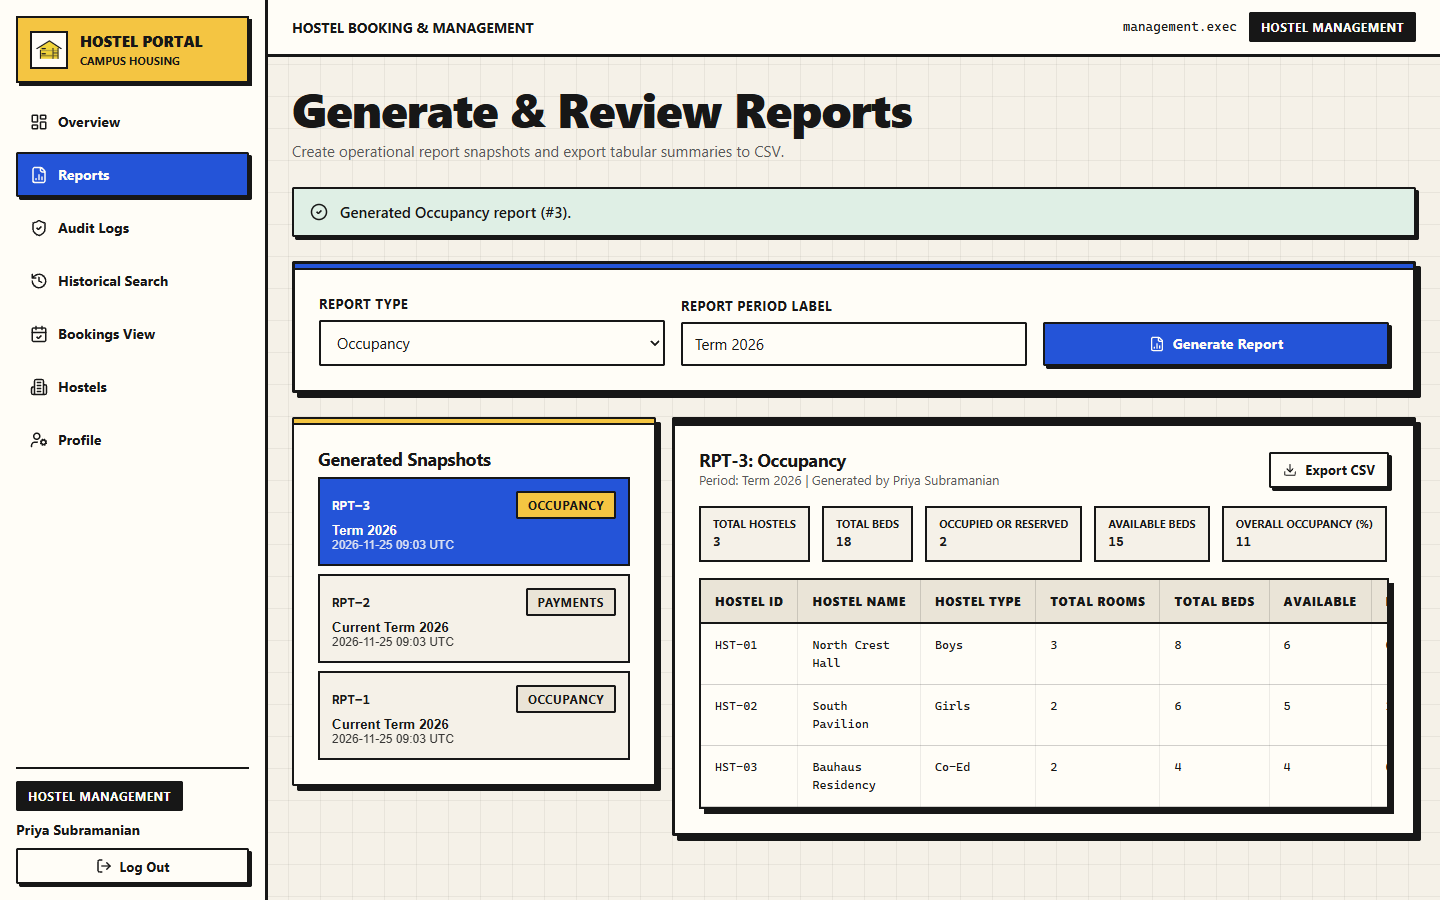 HOSTEL PORTAL
CAMPUS HOUSING
Overview
Reports
Audit Logs
Historical Search
Bookings View
Hostels
Profile
HOSTEL MANAGEMENT
Priya Subramanian
Log Out
HOSTEL BOOKING & MANAGEMENT
management.exec
HOSTEL MANAGEMENT
Generate & Review Reports
Create operational report snapshots and export tabular summaries to CSV.
Generated Occupancy report (#3).
REPORT TYPE
Occupancy
REPORT PERIOD LABEL
Term 2026
Generate Report
Generated Snapshots
RPT-3 OCCUPANCY
Term 2026
2026-11-25 09:03 UTC
RPT-2 PAYMENTS
Current Term 2026
2026-11-25 09:03 UTC
RPT-1 OCCUPANCY
Current Term 2026
2026-11-25 09:03 UTC
RPT-3: Occupancy
Period: Term 2026 | Generated by Priya Subramanian
Export CSV
TOTAL HOSTELS
3
TOTAL BEDS
18
OCCUPIED OR RESERVED
2
AVAILABLE BEDS
15
OVERALL OCCUPANCY (%)
11
HOSTEL ID HOSTEL NAME HOSTEL TYPE TOTAL ROOMS TOTAL BEDS AVAILABLE
HST-01 North Crest Hall Boys 3 8 6
HST-02 South Pavilion Girls 2 6 5
HST-03 Bauhaus Residency Co-Ed 2 4 4